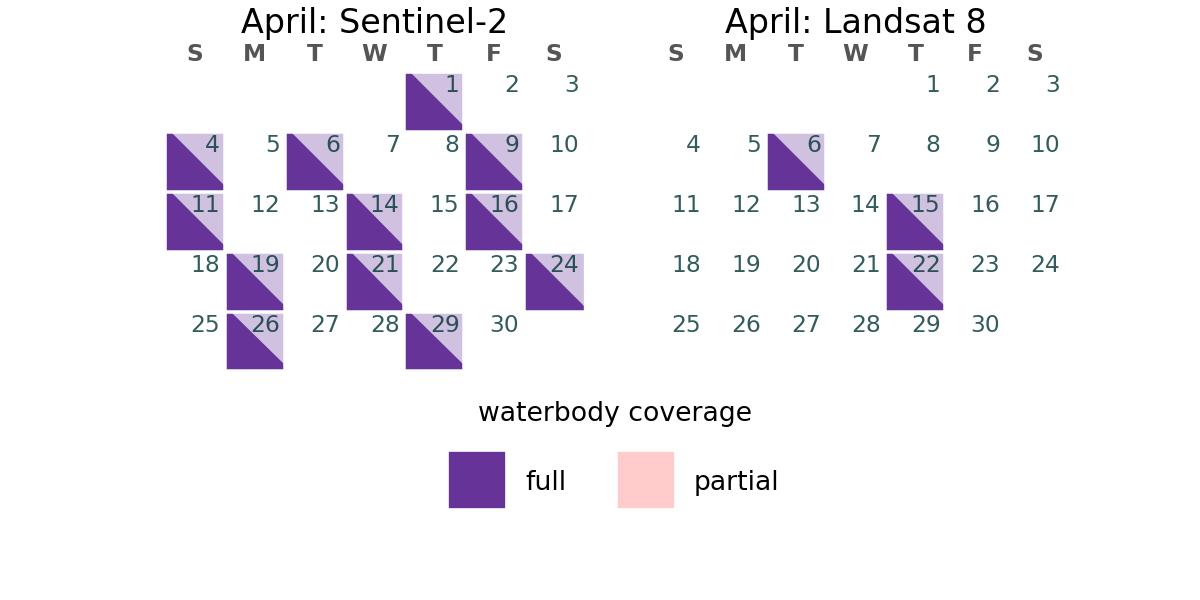 April: Sentinel-2
S M T W T F S
1 2 3
4 5 6 7 8 9 10
11 12 13 14 15 16 17
18 19 20 21 22 23 24
25 26 27 28 29 30
April: Landsat 8
S M T W T F S
1 2 3
4 5 6 7 8 9 10
11 12 13 14 15 16 17
18 19 20 21 22 23 24
25 26 27 28 29 30
waterbody coverage
full partial